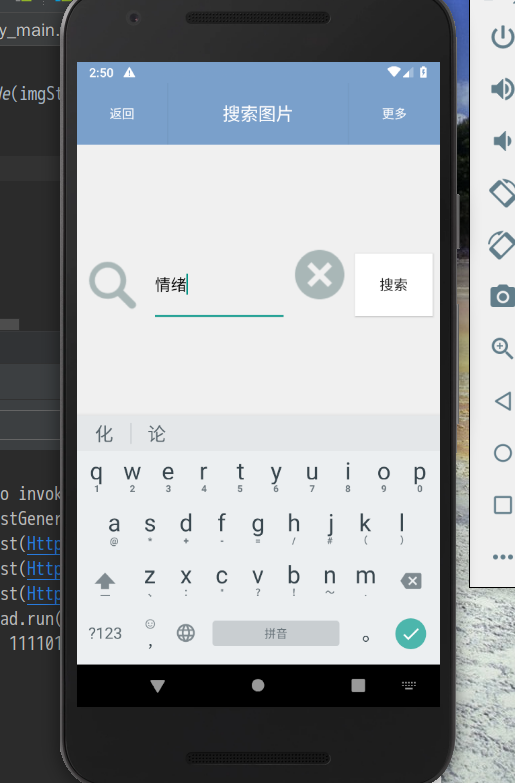 y_main.
le(imgSt
2:50
返回 搜索图片 更多
情绪 搜索
化 论
q w e r t y u i o p
1 2 3 4 5 6 7 8 9 0
a s d f g h j k l
@ * + - = / # ( )
z x c v b n m
、 : " ? ! ~ .
?123 , 拼音 。
o invok
stGener
st(Http
st(Http
st(Http
ad.run(
111101